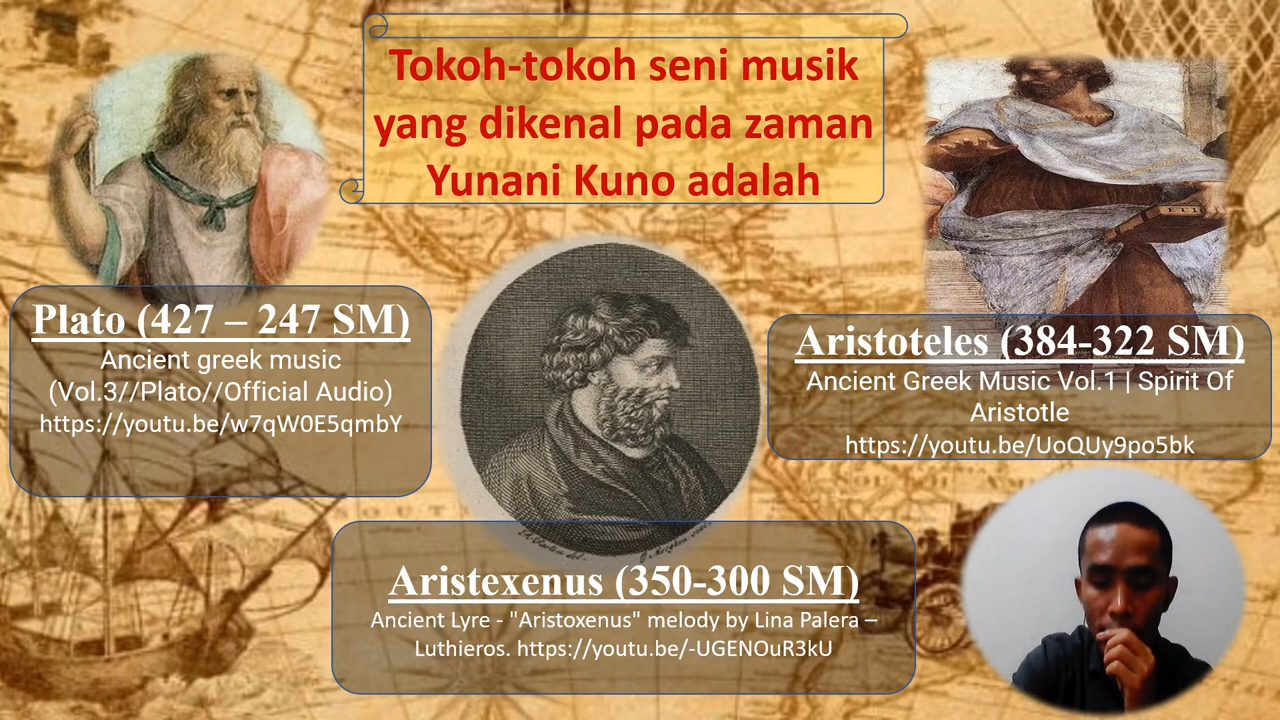 Tokoh-tokoh seni musik
yang dikenal pada zaman
Yunani Kuno adalah
Plato (427 – 247 SM)
Ancient greek music
(Vol.3//Plato//Official Audio)
https://youtu.be/w7qW0E5qmbY
Aristoteles (384-322 SM)
Ancient Greek Music Vol.1 | Spirit Of
Aristotle
https://youtu.be/UoQUy9po5bk
Aristexenus (350-300 SM)
Ancient Lyre - "Aristoxenus" melody by Lina Palera –
Luthieros. https://youtu.be/-UGENOuR3kU